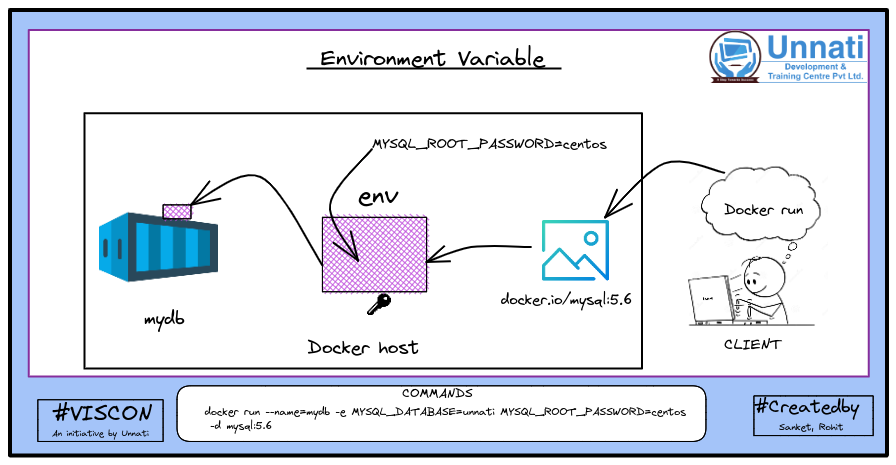 Environment Variable
Unnati
Development &
Training Centre Pvt Ltd.
MYSQL_ROOT_PASSWORD=centos
env
Docker run
docker.io/mysql:5.6
mydb
Docker host
CLIENT
COMMANDS
docker run --name=mydb -e MYSQL_DATABASE=unnati MYSQL_ROOT_PASSWORD=centos
-d mysql:5.6
#VISCON
An initiative by Unnati
#Createdby
Sanket, Rohit